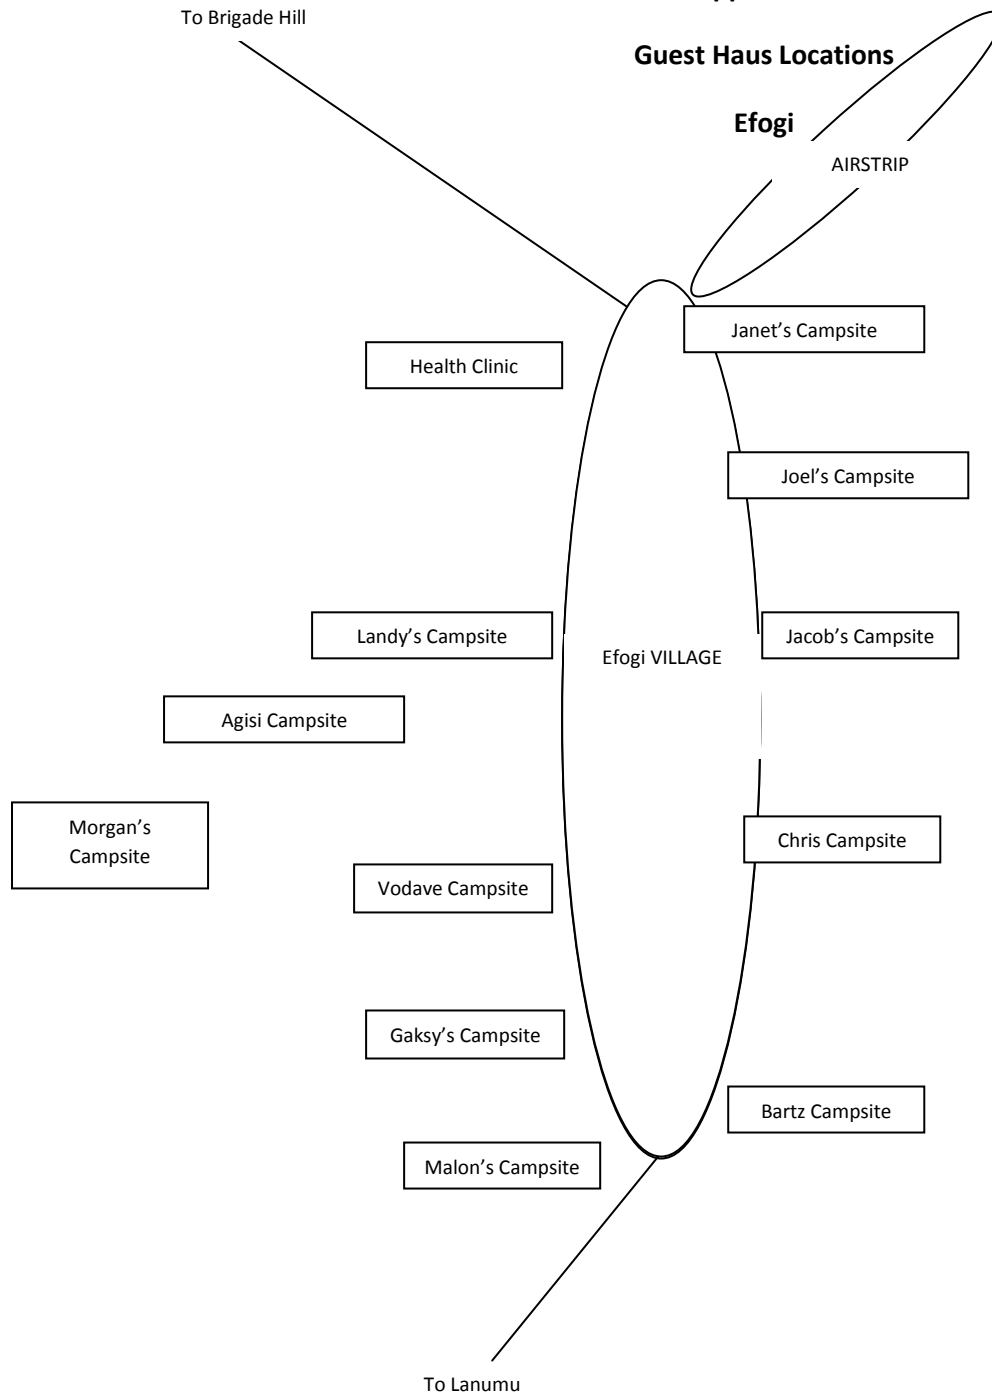 To Brigade Hill
Guest Haus Locations
Efogi
AIRSTRIP
Janet’s Campsite
Health Clinic
Joel’s Campsite
Landy’s Campsite
Jacob’s Campsite
Efogi VILLAGE
Agisi Campsite
Morgan’s
Campsite
Chris Campsite
Vodave Campsite
Gaksy’s Campsite
Bartz Campsite
Malon’s Campsite
To Lanumu